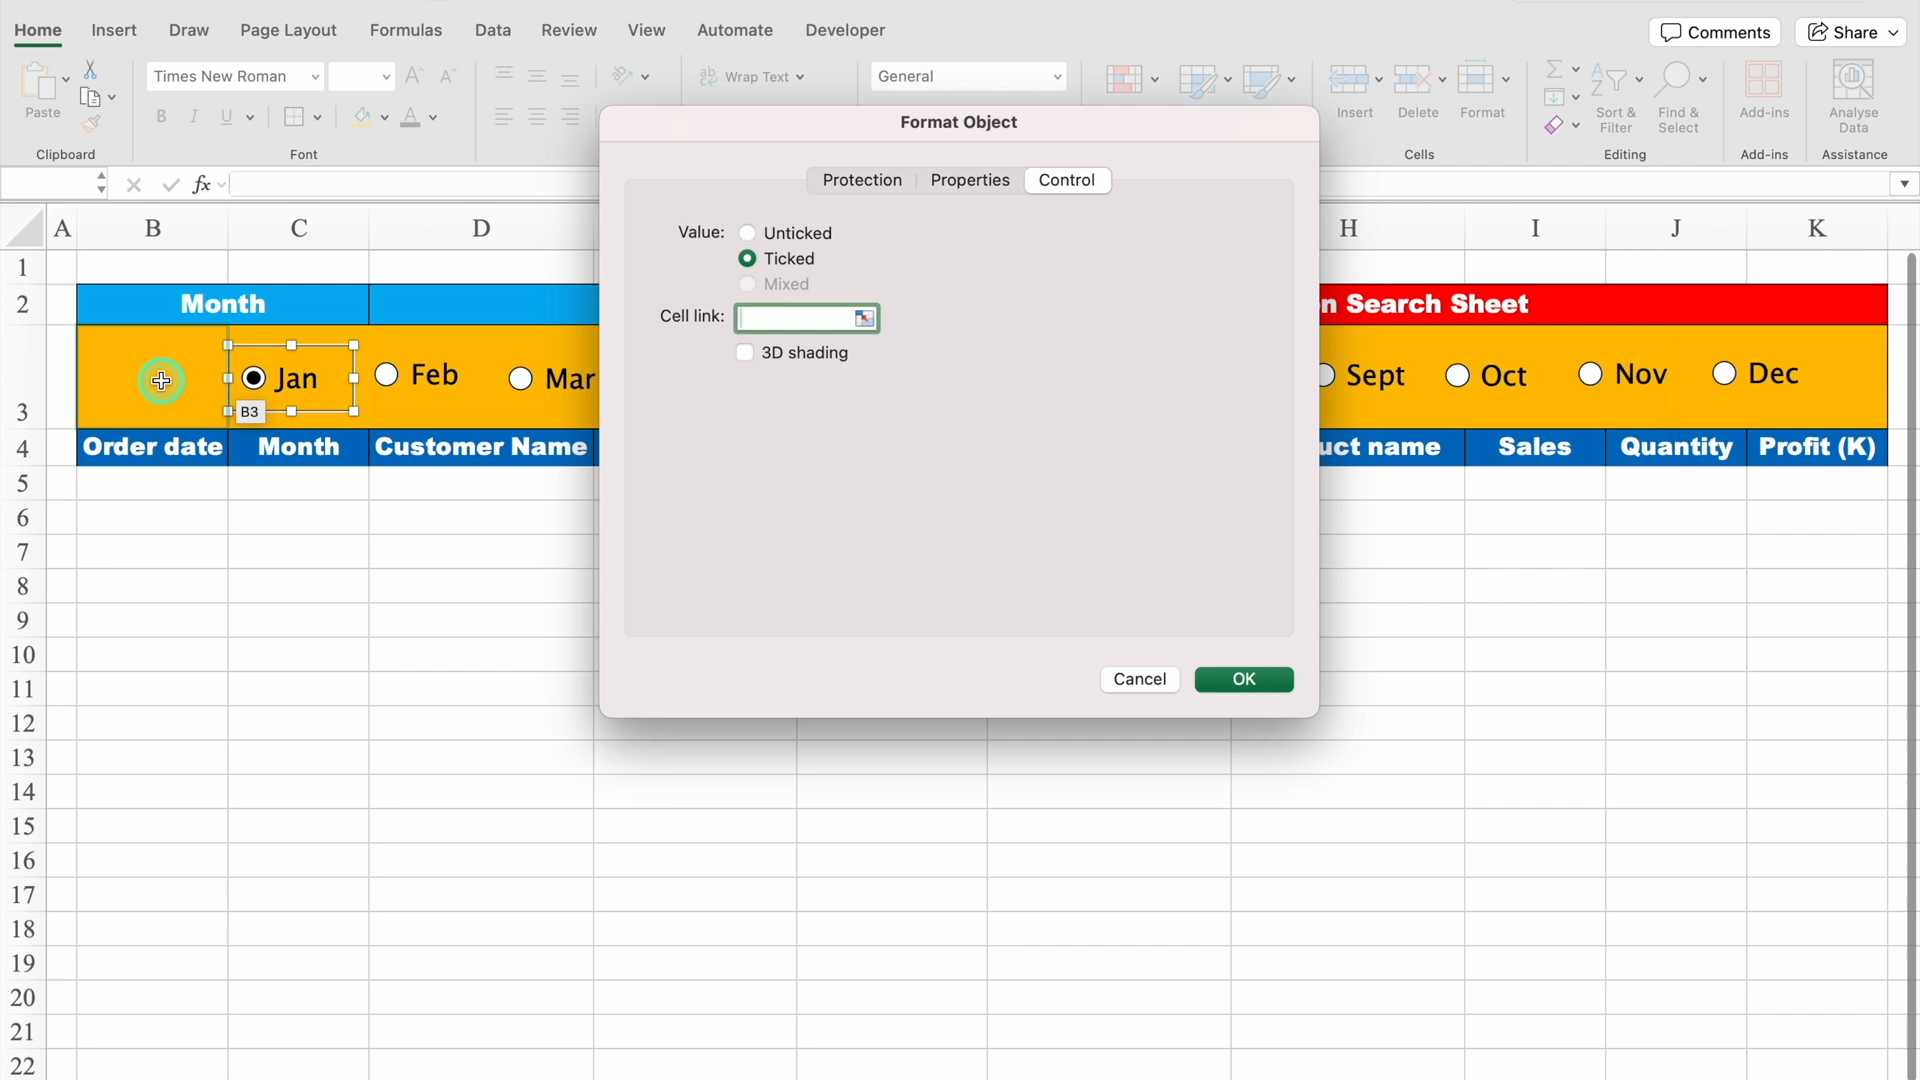 Home Insert Draw Page Layout Formulas Data Review View Automate Developer Comments Share
Times New Roman Wrap Text General
Paste B I U A Insert Delete Format Sort & Filter Find & Select Add-ins Analyse Data
Clipboard Font Cells Editing Add-ins Assistance
fx
Format Object
Protection Properties Control
Value: Unticked
Ticked
Mixed
Cell link:
3D shading
Cancel OK
A B C D H I J K
1
2 Month n Search Sheet
3 Jan Feb Mar Sept Oct Nov Dec
B3
4 Order date Month Customer Name uct name Sales Quantity Profit (K)
5
6
7
8
9
10
11
12
13
14
15
16
17
18
19
20
21
22